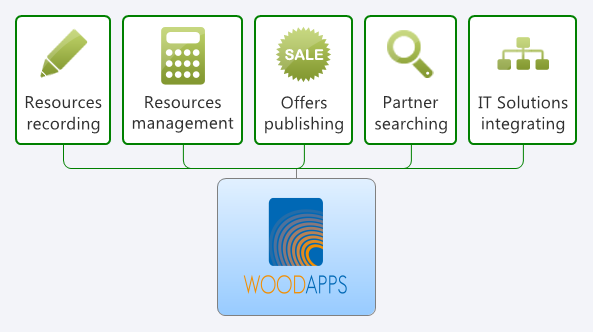 Resources
recording
Resources
management
SALE
Offers
publishing
Partner
searching
IT Solutions
integrating
WOODAPPS